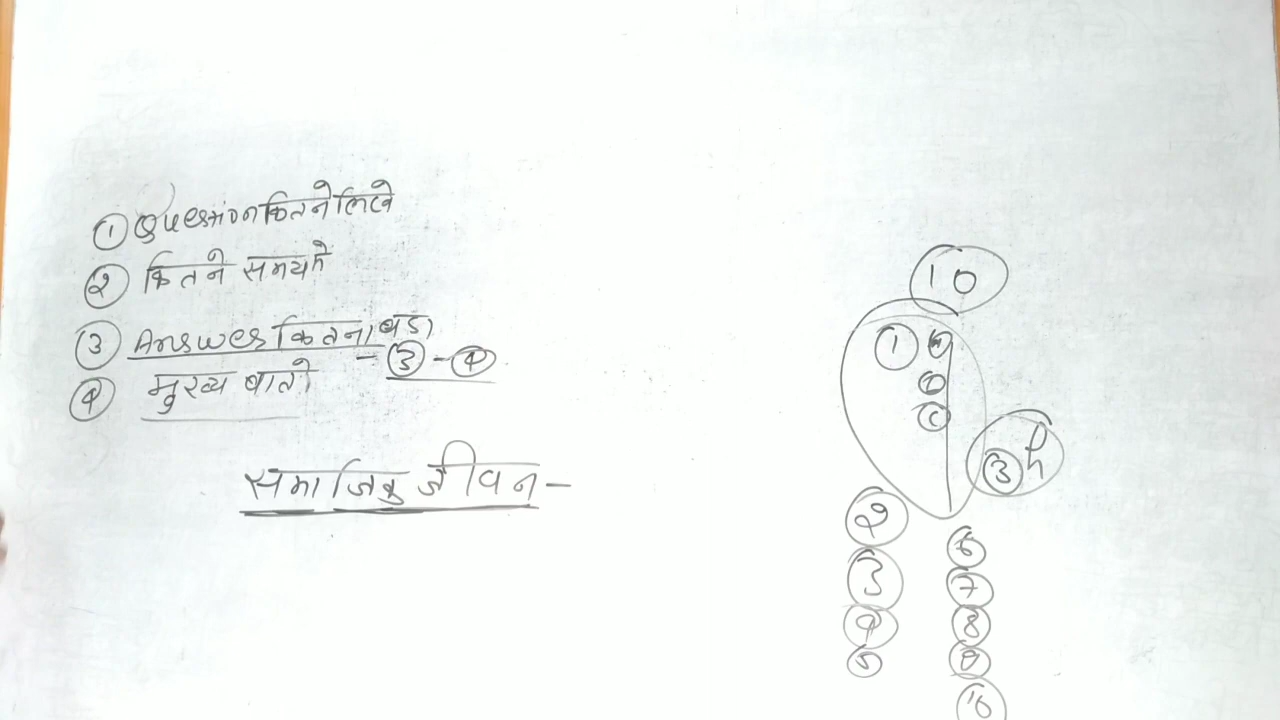 ① Question कितने लिखे
② कितने समय मे
③ Answer कितना बडा
④ मुख्य बातो - ③ - ④
समाजिक जीवन -
10
① Ⓐ
Ⓑ
Ⓒ
③ h
②
③
④
⑤
⑥
⑦
⑧
⑨
⑩